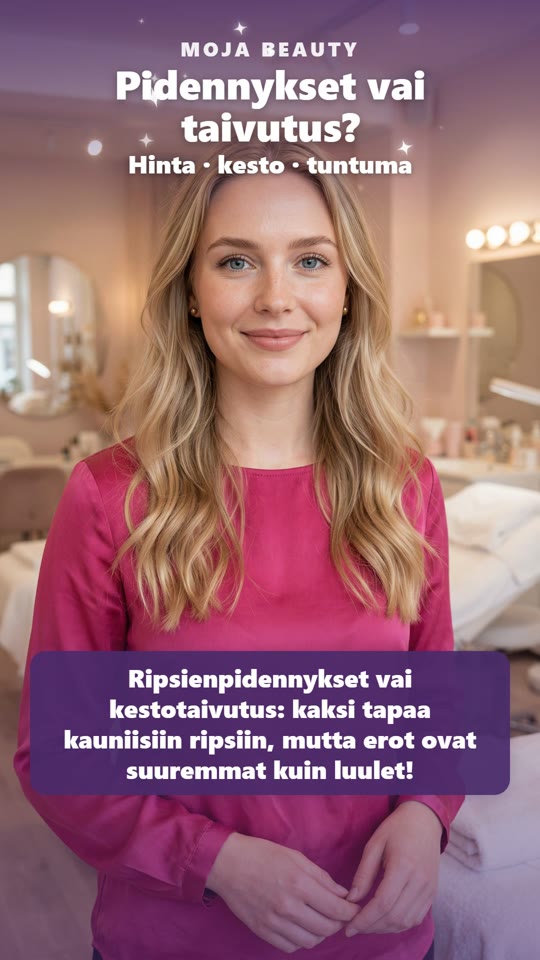 MOJA BEAUTY
Pidennykset vai
taivutus?
Hinta · kesto · tuntuma
Ripsienpidennykset vai
kestotaivutus: kaksi tapaa
kauniisiin ripsiin, mutta erot ovat
suuremmat kuin luulet!